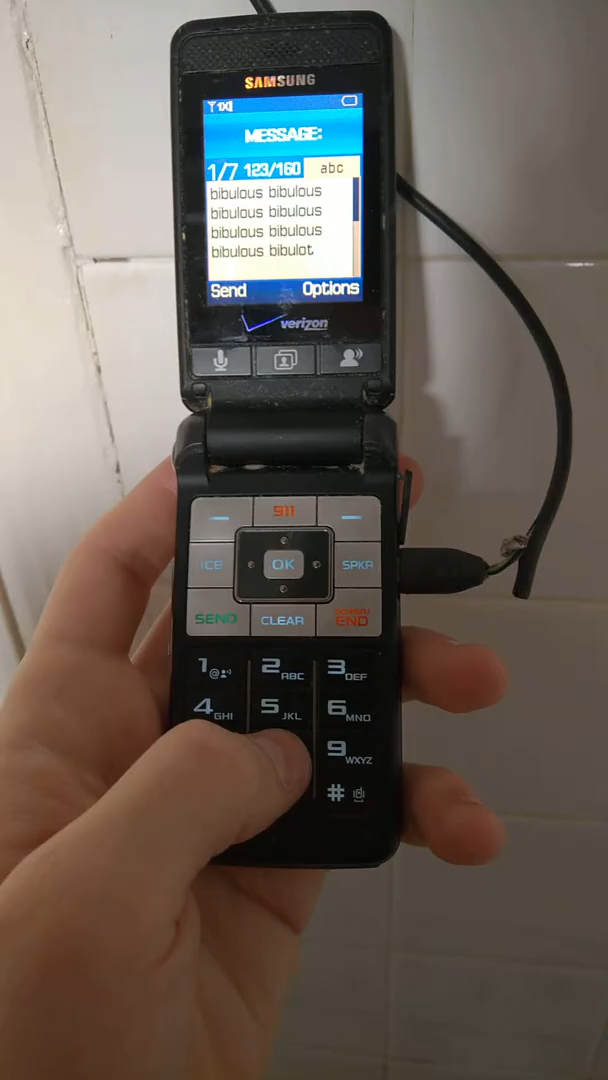 SAMSUNG
1X
MESSAGE:
1/7 123/160 abc
bibulous bibulous
bibulous bibulous
bibulous bibulous
bibulous bibulot
Send Options
verizon
911
ICE OK SPKR
SEND CLEAR END
1 @ 2 ABC 3 DEF
4 GHI 5 JKL 6 MNO
9 WXYZ
#